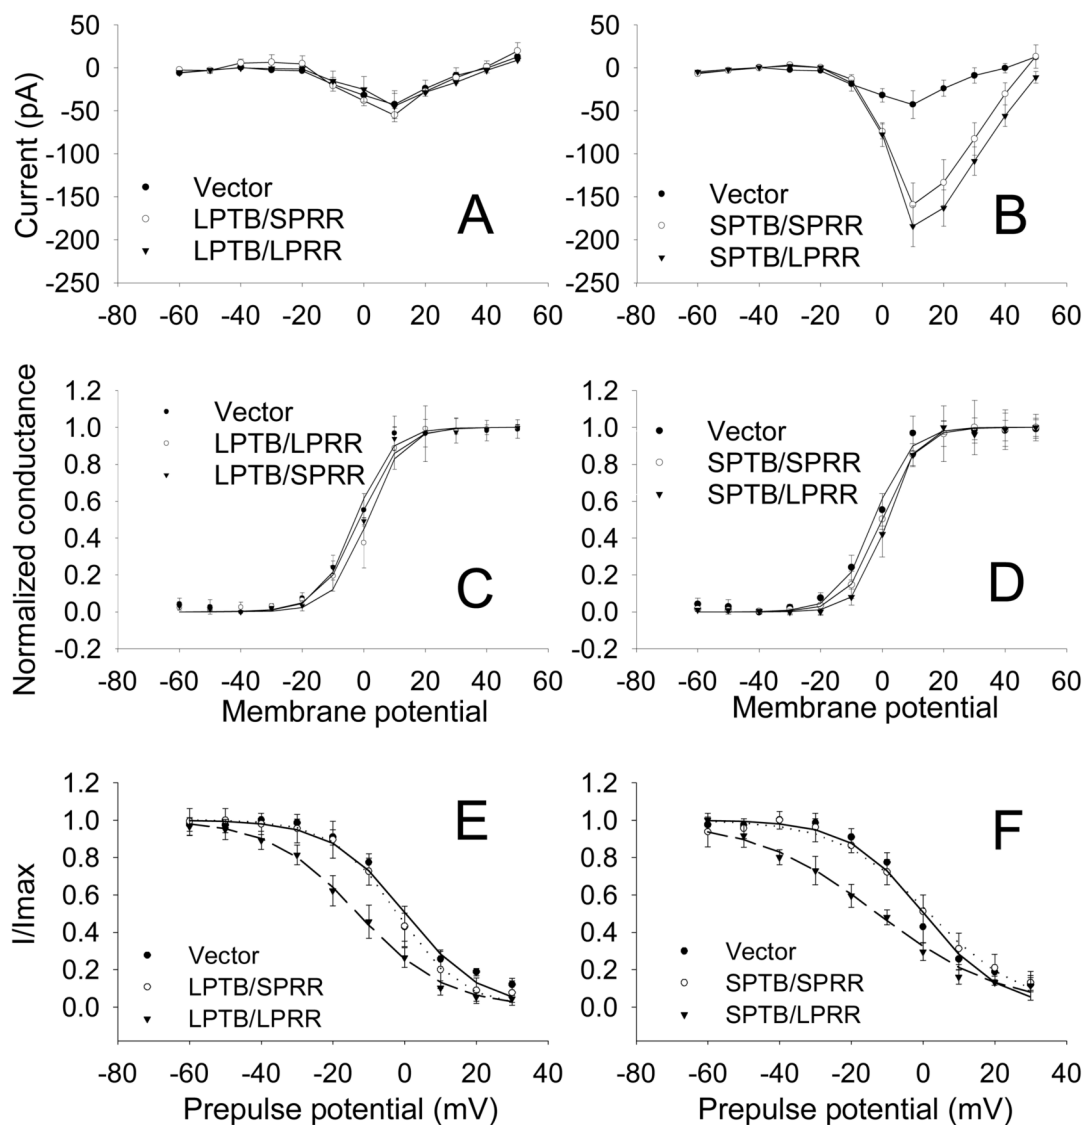 50
0
-50
-100
-150
-200
-250
Current (pA)
Vector
LPTB/SPRR
LPTB/LPRR
A
-80 -60 -40 -20 0 20 40 60
50
0
-50
-100
-150
-200
-250
Vector
SPTB/SPRR
SPTB/LPRR
B
-80 -60 -40 -20 0 20 40 60
1.2
1.0
0.8
0.6
0.4
0.2
0.0
-0.2
Normalized conductance
Vector
LPTB/LPRR
LPTB/SPRR
C
-80 -60 -40 -20 0 20 40 60
Membrane potential
1.2
1.0
0.8
0.6
0.4
0.2
0.0
-0.2
Vector
SPTB/SPRR
SPTB/LPRR
D
-80 -60 -40 -20 0 20 40 60
Membrane potential
1.2
1.0
0.8
0.6
0.4
0.2
0.0
I/Imax
E
Vector
LPTB/SPRR
LPTB/LPRR
-80 -60 -40 -20 0 20 40
Prepulse potential (mV)
1.2
1.0
0.8
0.6
0.4
0.2
0.0
F
Vector
SPTB/SPRR
SPTB/LPRR
-80 -60 -40 -20 0 20 40
Prepulse potential (mV)